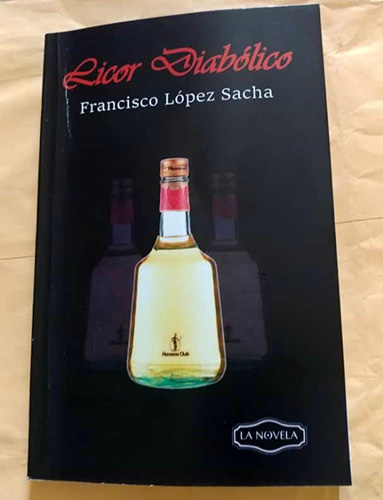 Licor Diabólico
Francisco López Sacha
Havana Club
LA NOVELA